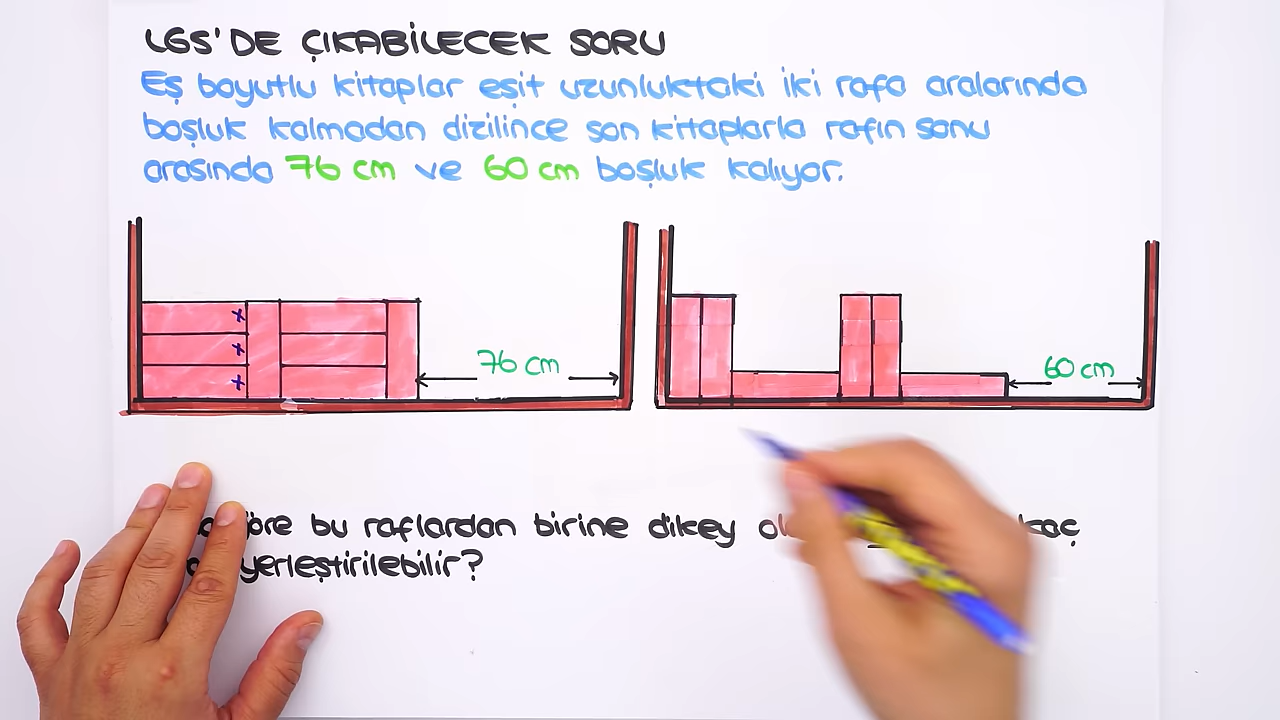 LGS'DE ÇIKABİLECEK SORU
Eş boyutlu kitaplar eşit uzunluktaki iki rafa aralarında
boşluk kalmadan dizilince son kitaplarla rafın sonu
arasında 76 cm ve 60 cm boşluk kalıyor.
x
x
x
76 cm
60 cm
bu raflardan birine dikey kaç
yerleştirilebilir?